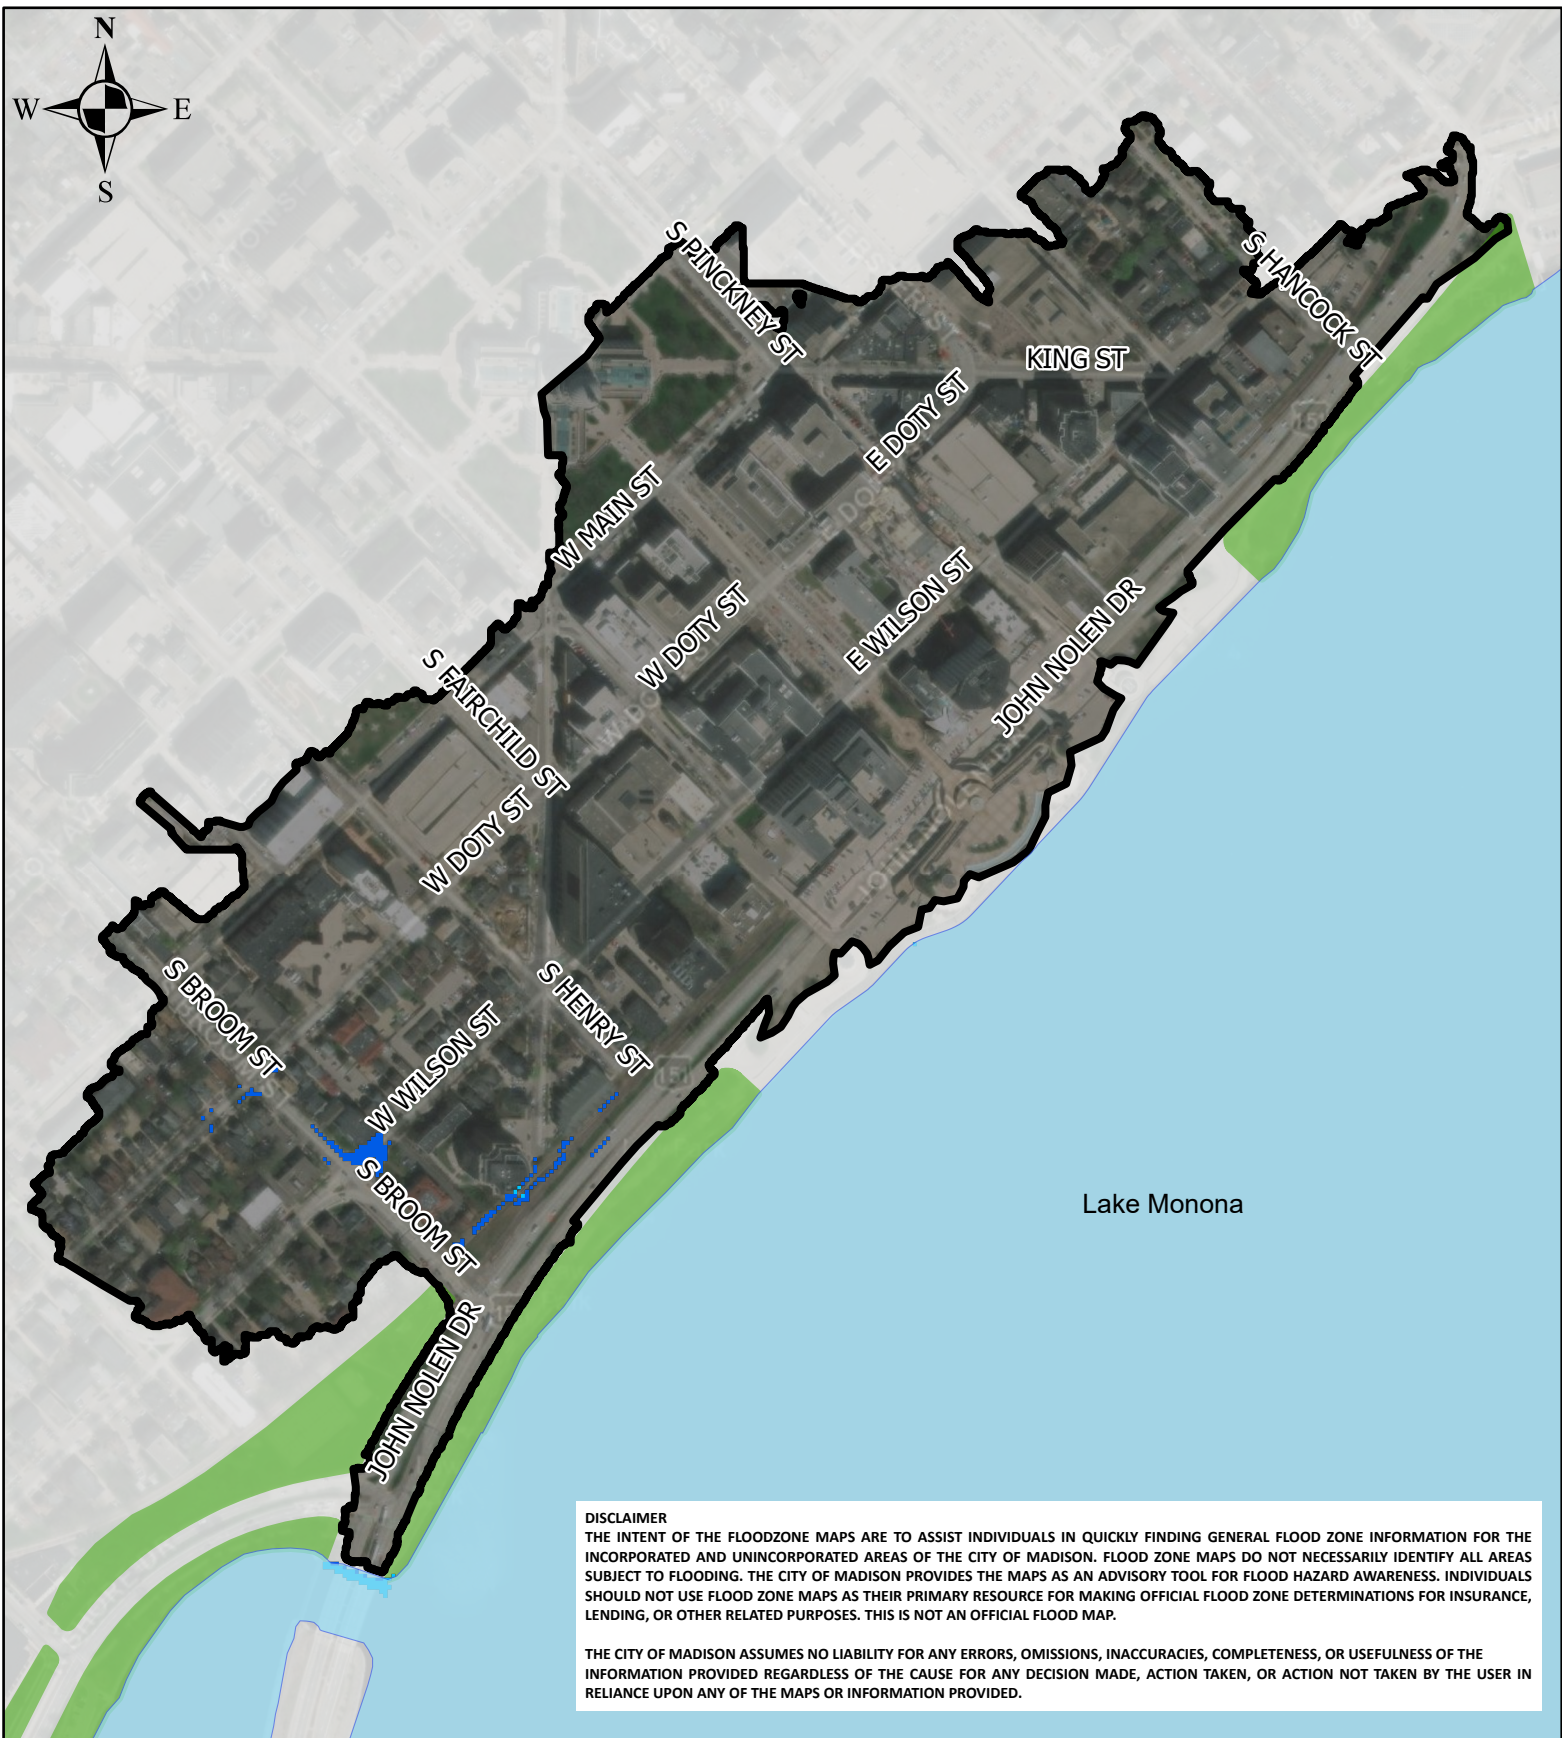 N
W E
S
S PINCKNEY ST
S HANCOCK ST
KING ST
E DOTY ST
W MAIN ST
E WILSON ST
W DOTY ST
JOHN NOLEN DR
S FAIRCHILD ST
W DOTY ST
S HENRY ST
S BROOM ST
W WILSON ST
151
S BROOM ST
Lake Monona
JOHN NOLEN DR
DISCLAIMER
THE INTENT OF THE FLOODZONE MAPS ARE TO ASSIST INDIVIDUALS IN QUICKLY FINDING GENERAL FLOOD ZONE INFORMATION FOR THE
INCORPORATED AND UNINCORPORATED AREAS OF THE CITY OF MADISON. FLOOD ZONE MAPS DO NOT NECESSARILY IDENTIFY ALL AREAS
SUBJECT TO FLOODING. THE CITY OF MADISON PROVIDES THE MAPS AS AN ADVISORY TOOL FOR FLOOD HAZARD AWARENESS. INDIVIDUALS
SHOULD NOT USE FLOOD ZONE MAPS AS THEIR PRIMARY RESOURCE FOR MAKING OFFICIAL FLOOD ZONE DETERMINATIONS FOR INSURANCE,
LENDING, OR OTHER RELATED PURPOSES. THIS IS NOT AN OFFICIAL FLOOD MAP.
THE CITY OF MADISON ASSUMES NO LIABILITY FOR ANY ERRORS, OMISSIONS, INACCURACIES, COMPLETENESS, OR USEFULNESS OF THE
INFORMATION PROVIDED REGARDLESS OF THE CAUSE FOR ANY DECISION MADE, ACTION TAKEN, OR ACTION NOT TAKEN BY THE USER IN
RELIANCE UPON ANY OF THE MAPS OR INFORMATION PROVIDED.